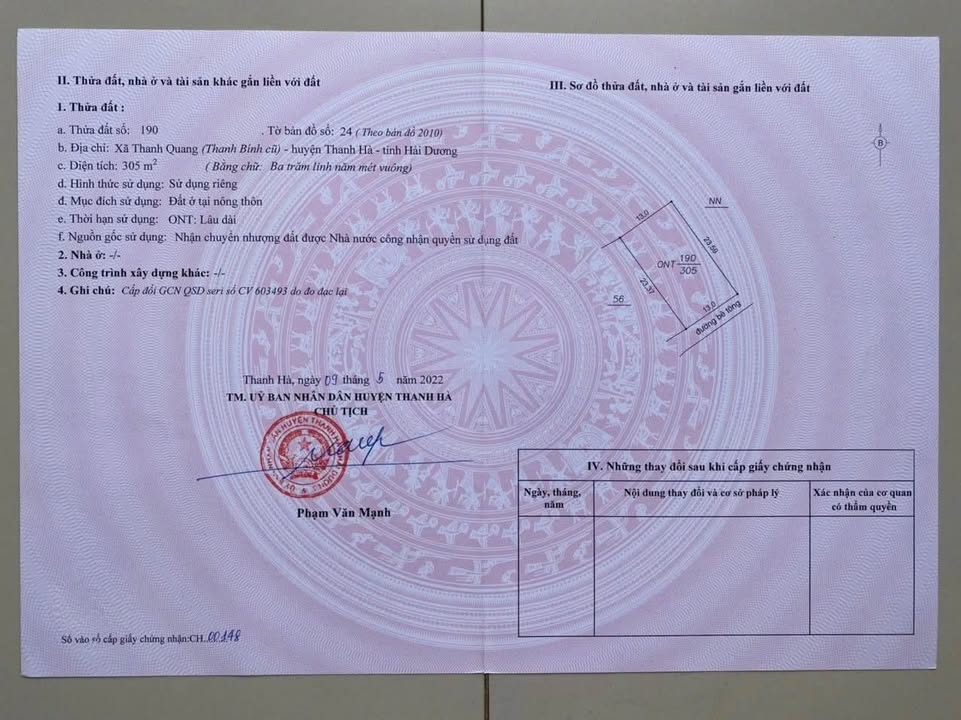 II. Thửa đất, nhà ở và tài sản khác gắn liền với đất
1. Thửa đất :
a. Thửa đất số: 190 . Tờ bản đồ số: 24 ( Theo bản đồ 2010)
b. Địa chỉ: Xã Thanh Quang (Thanh Bính cũ) - huyện Thanh Hà - tỉnh Hải Dương
c. Diện tích: 305 m² ( Bằng chữ: Ba trăm linh năm mét vuông)
d. Hình thức sử dụng: Sử dụng riêng
đ. Mục đích sử dụng: Đất ở tại nông thôn
e. Thời hạn sử dụng: ONT: Lâu dài
f. Nguồn gốc sử dụng: Nhận chuyển nhượng đất được Nhà nước công nhận quyền sử dụng đất
2. Nhà ở: -/-
3. Công trình xây dựng khác: -/-
4. Ghi chú: Cấp đổi GCN QSD seri số CV 603493 do đo đạc lại
Thanh Hà, ngày 09 tháng 5 năm 2022
TM. UỶ BAN NHÂN DÂN HUYỆN THANH HÀ
CHỦ TỊCH
Phạm Văn Mạnh
Số vào sổ cấp giấy chứng nhận:CH..00148
III. Sơ đồ thửa đất, nhà ở và tài sản gắn liền với đất
B
NN
13,0
23,59
ONT 190
305
23,37
56
13,0
đường bê tông
IV. Những thay đổi sau khi cấp giấy chứng nhận
Ngày, tháng, năm
Nội dung thay đổi và cơ sở pháp lý
Xác nhận của cơ quan có thẩm quyền